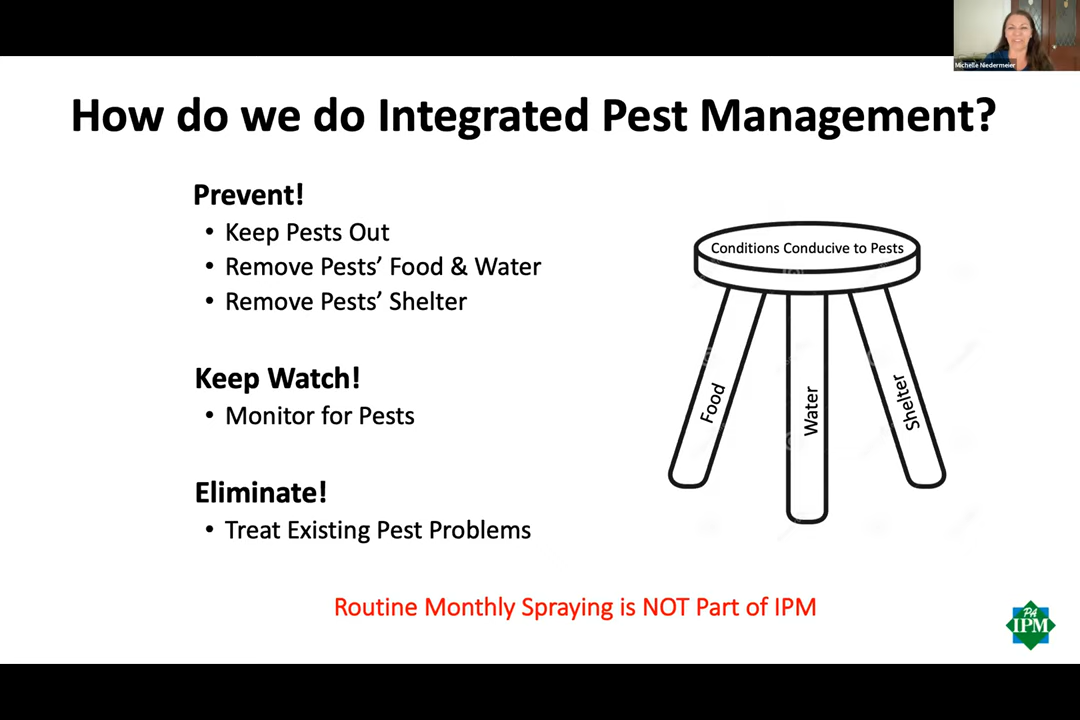 Michelle Niedermeier
How do we do Integrated Pest Management?
Prevent!
• Keep Pests Out
• Remove Pests’ Food & Water
• Remove Pests’ Shelter
Keep Watch!
• Monitor for Pests
Eliminate!
• Treat Existing Pest Problems
Conditions Conducive to Pests
Food
Water
Shelter
Routine Monthly Spraying is NOT Part of IPM
PA
IPM